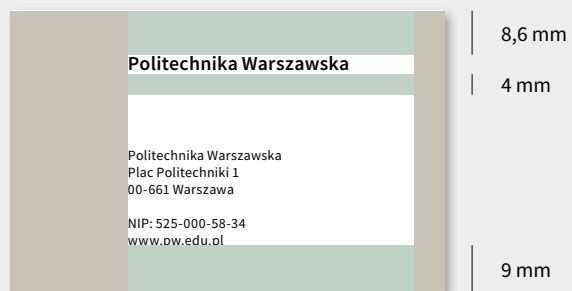 Politechnika Warszawska
8,6 mm
4 mm
Politechnika Warszawska
Plac Politechniki 1
00-661 Warszawa
NIP: 525-000-58-34
www.pw.edu.pl
9 mm